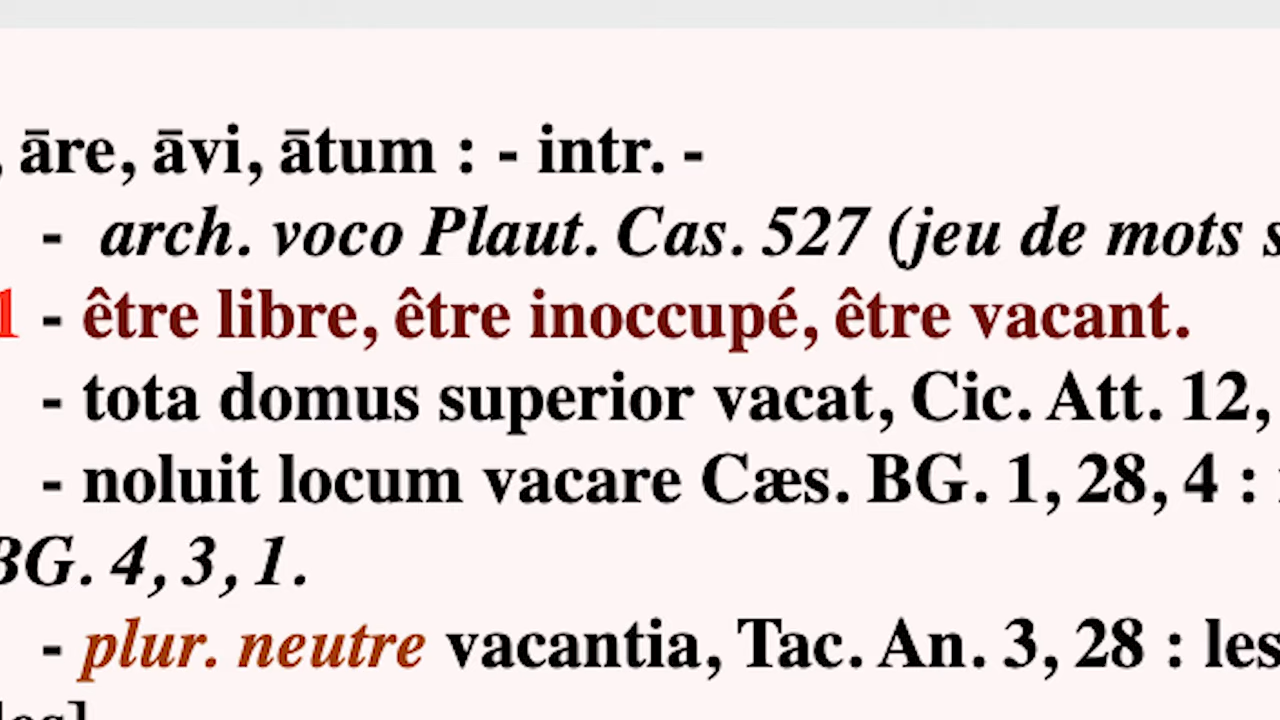 , āre, āvi, ātum : - intr. -
- arch. voco Plaut. Cas. 527 (jeu de mots s
1 - être libre, être inoccupé, être vacant.
- tota domus superior vacat, Cic. Att. 12,
- noluit locum vacare Cæs. BG. 1, 28, 4 :
BG. 4, 3, 1.
- plur. neutre vacantia, Tac. An. 3, 28 : les